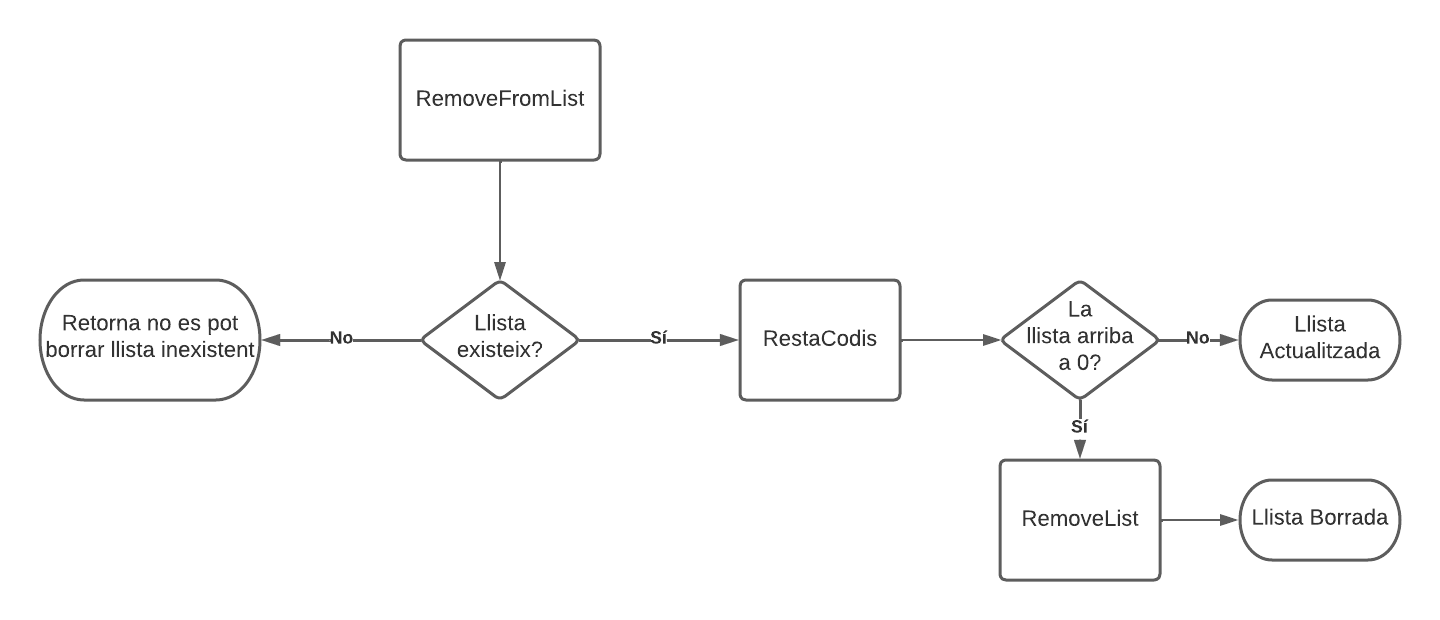 RemoveFromList
Retorna no es pot
borrar llista inexistent
No
Llista
existeix?
Sí
RestaCodis
La
llista arriba
a 0?
No
Llista
Actualitzada
Sí
RemoveList
Llista Borrada